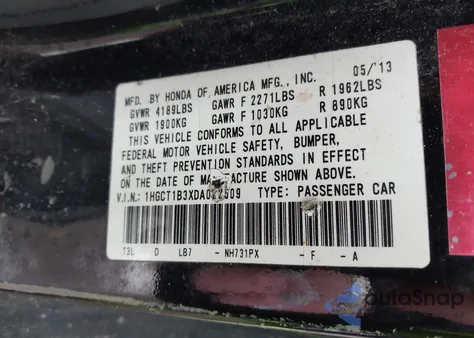 MFD. BY HONDA OF AMERICA MFG., INC. 05/'13
GVWR 4189LBS GAWR F 2271LBS R 1962LBS
GVWR 1900KG GAWR F 1030KG R 890KG
THIS VEHICLE CONFORMS TO ALL APPLICABLE
FEDERAL MOTOR VEHICLE SAFETY, BUMPER,
AND THEFT PREVENTION STANDARDS IN EFFECT
ON THE DATE OF MANUFACTURE SHOWN ABOVE.
V.I.N.: TYPE: PASSENGER CAR
D LB7 - NH731PX - F - A
autoSnap